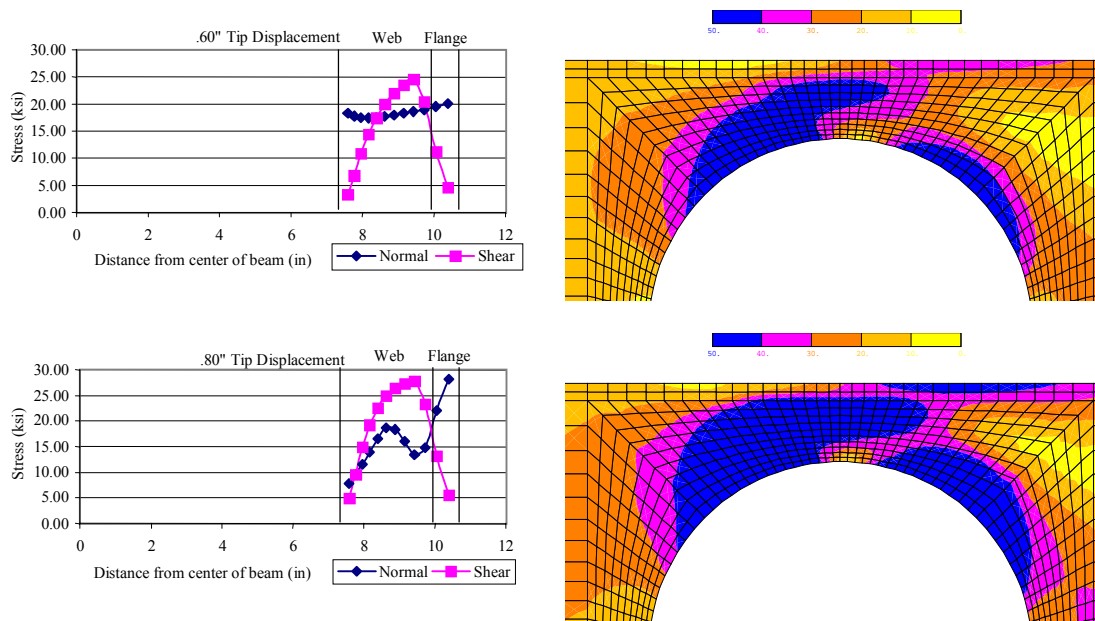 .60" Tip Displacement Web Flange
30.00
25.00
20.00
15.00
10.00
5.00
0.00
Stress (ksi)
0 2 4 6 8 10 12
Distance from center of beam (in)
Normal Shear
50. 40. 30. 20. 10. 0.
.80" Tip Displacement Web Flange
30.00
25.00
20.00
15.00
10.00
5.00
0.00
Stress (ksi)
0 2 4 6 8 10 12
Distance from center of beam (in)
Normal Shear
50. 40. 30. 20. 10. 0.